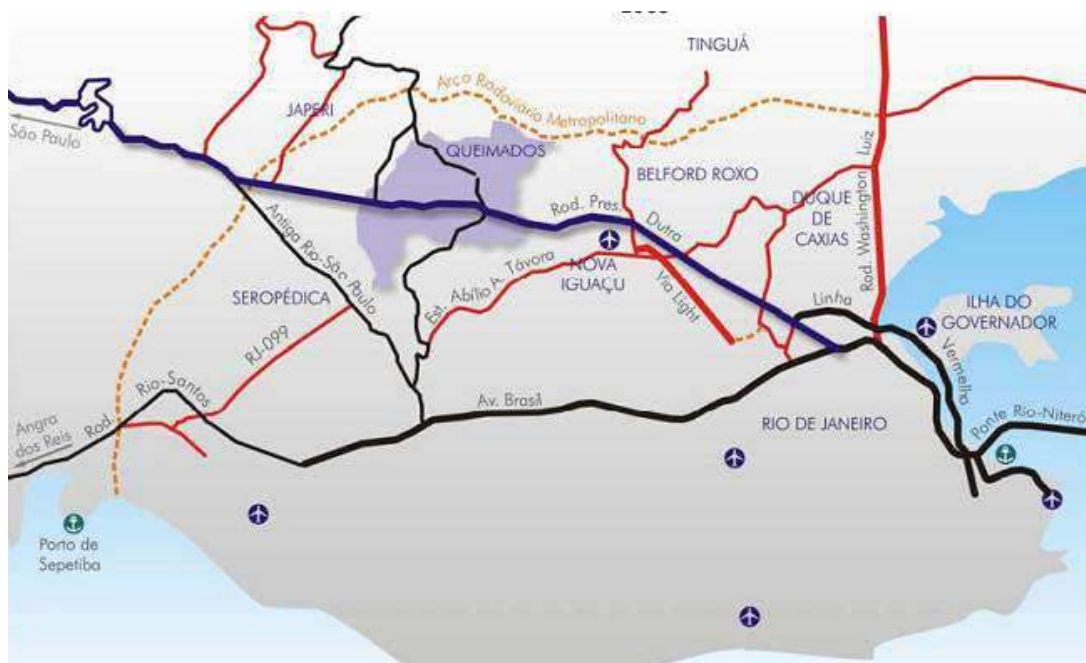 TINGUÁ
Arco Rodoviário Metropolitano
São Paulo
JAPERI
QUEIMADOS
BELFORD ROXO
Rod. Washington Luiz
DUQUE
DE
CAXIAS
Rod. Pres. Dutra
Antiga Rio-São Paulo
NOVA
IGUAÇU
Est. Abílio A. Távora
Via Light
SEROPÉDICA
Linha Vermelha
ILHA DO
GOVERNADOR
RJ-099
Rod. Rio-Santos
Av. Brasil
RIO DE JANEIRO
Ponte Rio-Niteró
Angra
dos Reis
Porto de
Sepetiba